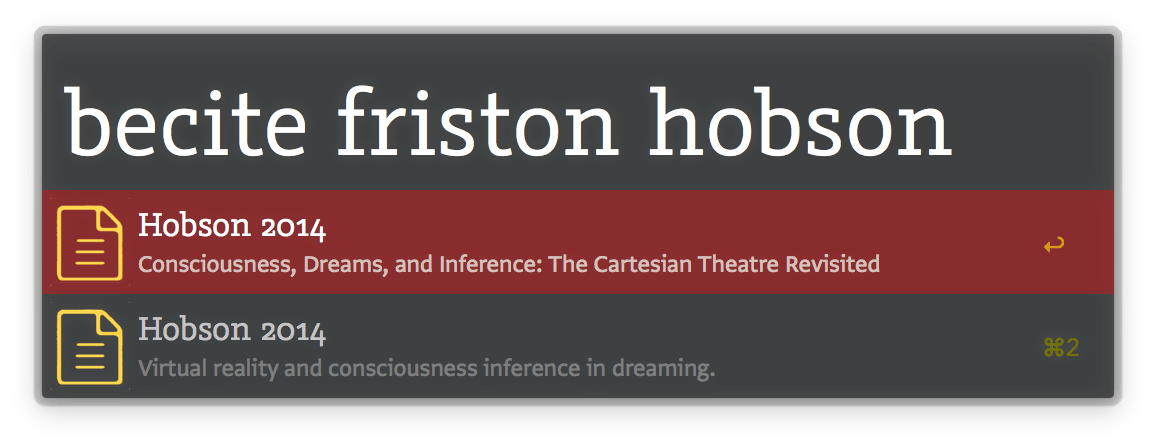 becite friston hobson
Hobson 2014
Consciousness, Dreams, and Inference: The Cartesian Theatre Revisited
↩
Hobson 2014
Virtual reality and consciousness inference in dreaming.
⌘2